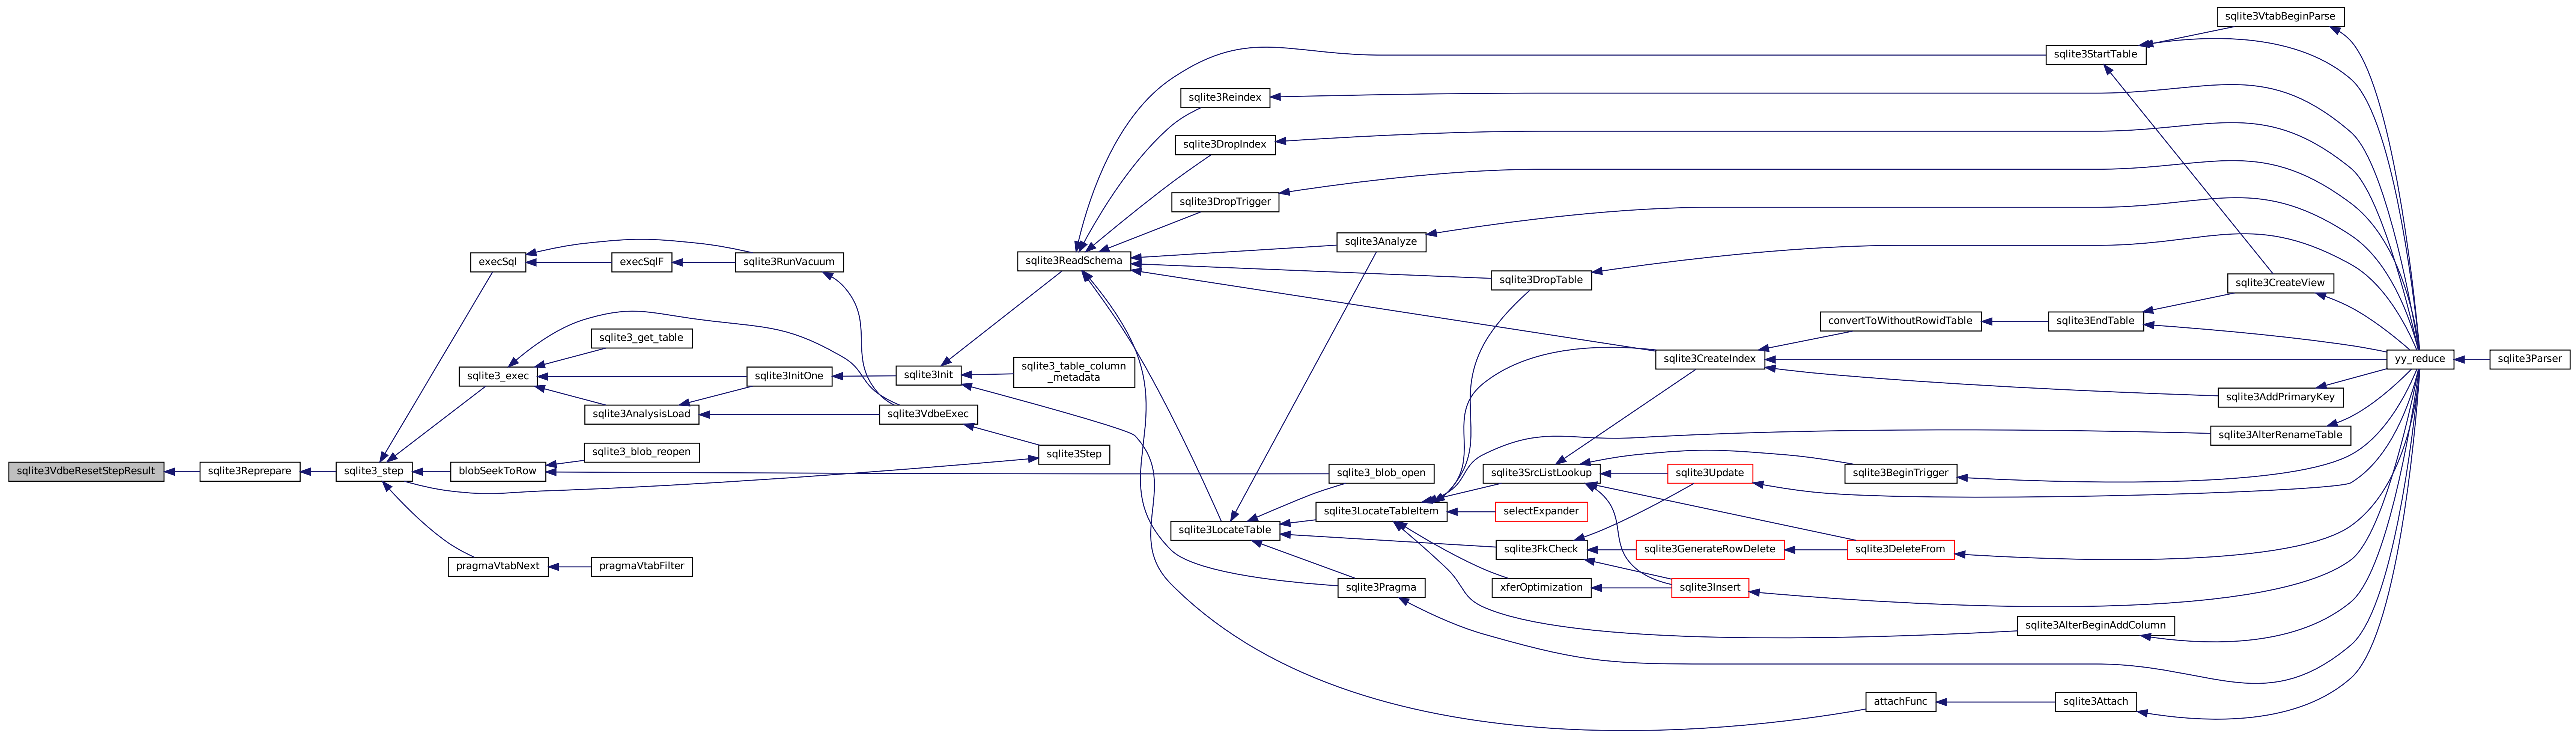 sqlite3VdbeResetStepResult
sqlite3Reprepare
sqlite3_step
execSql
execSqlF
sqlite3RunVacuum
sqlite3_exec
sqlite3_get_table
sqlite3InitOne
sqlite3AnalysisLoad
sqlite3VdbeExec
sqlite3Step
blobSeekToRow
sqlite3_blob_reopen
pragmaVtabNext
pragmaVtabFilter
sqlite3Init
sqlite3_table_column
_metadata
sqlite3ReadSchema
sqlite3Reindex
sqlite3DropIndex
sqlite3DropTrigger
sqlite3Analyze
sqlite3DropTable
sqlite3LocateTable
sqlite3_blob_open
sqlite3LocateTableItem
sqlite3Pragma
sqlite3SrcListLookup
selectExpander
sqlite3FkCheck
xferOptimization
sqlite3CreateIndex
sqlite3Update
sqlite3GenerateRowDelete
sqlite3Insert
convertToWithoutRowidTable
sqlite3BeginTrigger
sqlite3DeleteFrom
attachFunc
sqlite3StartTable
sqlite3EndTable
sqlite3AlterBeginAddColumn
sqlite3Attach
sqlite3VtabBeginParse
sqlite3CreateView
sqlite3AddPrimaryKey
sqlite3AlterRenameTable
yy_reduce
sqlite3Parser